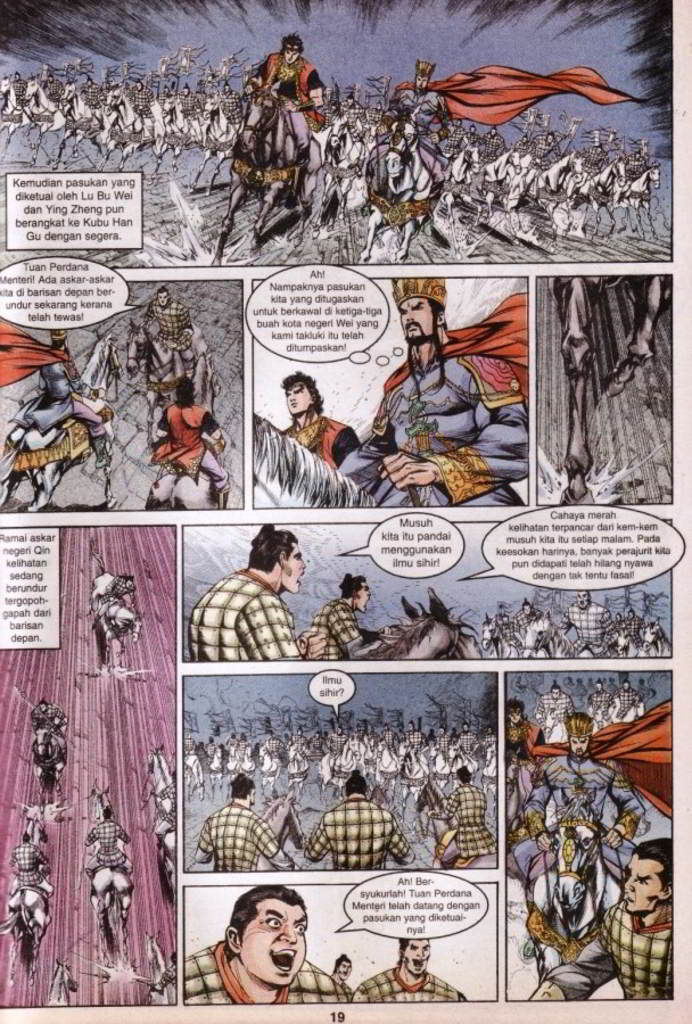 Kemudian pasukan yang
diketuai oleh Lu Bu Wei
dan Ying Zheng pun
berangkat ke Kubu Han
Gu dengan segera.
Tuan Perdana
Menteri! Ada askar-askar
kita di barisan depan ber-
undur sekarang kerana
telah tewas!
Ah!
Nampaknya pasukan
kita yang ditugaskan
untuk berkawal di ketiga-tiga
buah kota negeri Wei yang
kami takluki itu telah
ditumpaskan!
Ramai askar
negeri Qin
kelihatan
sedang
berundur
tergopoh-
gapah dari
barisan
depan.
Musuh
kita itu pandai
menggunakan
ilmu sihir!
Cahaya merah
kelihatan terpancar dari kem-kem
musuh kita itu setiap malam. Pada
keesokan harinya, banyak perajurit kita
pun didapati telah hilang nyawa
dengan tak tentu fasal!
Ilmu
sihir?
Ah! Ber-
syukurlah! Tuan Perdana
Menteri telah datang dengan
pasukan yang diketuai-
nya!
19